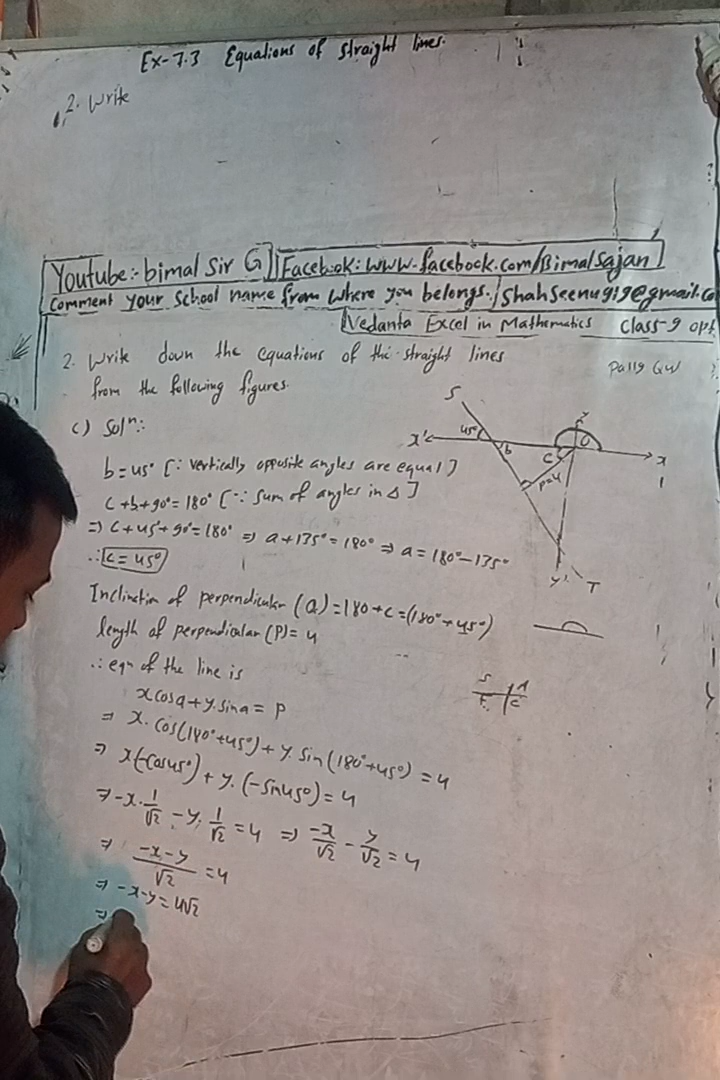 Ex-7.3 Equations of straight lines.
2. Write
Youtube:- bimal Sir G Facebook: www.facebook.com/Bimalsajan
Comment your School name from where you belongs. / Shahseenugig@gmail.co
Vedanta Excel in Mathematics Class-9 opt
2. Write down the equations of the straight lines
from the following figures.
c) Solⁿ:
S
X'
45°
b
C
P=4
X
Y'
T
b = 45° [∵ vertically opposite angles are equal]
c+b+90° = 180° [∵ Sum of angles in Δ]
⇒ c+45°+90° = 180° ⇒ a+135° = 180° ⇒ a = 180°-135°
∴ c = 45°
Inclination of perpendicular (a) = 180+c = (180°+45°)
length of perpendicular (P) = 4
∴ eqⁿ of the line is
x cosa + y. sina = p
⇒ x. cos(180°+45°) + y. sin(180°+45°) = 4
⇒ x(-cos45°) + y. (-sin45°) = 4
⇒ -x. 1/√2 - y. 1/√2 = 4 ⇒ -x/√2 - y/√2 = 4
⇒ -x-y/√2 = 4
⇒ -x-y = 4√2
⇒
S A
T C